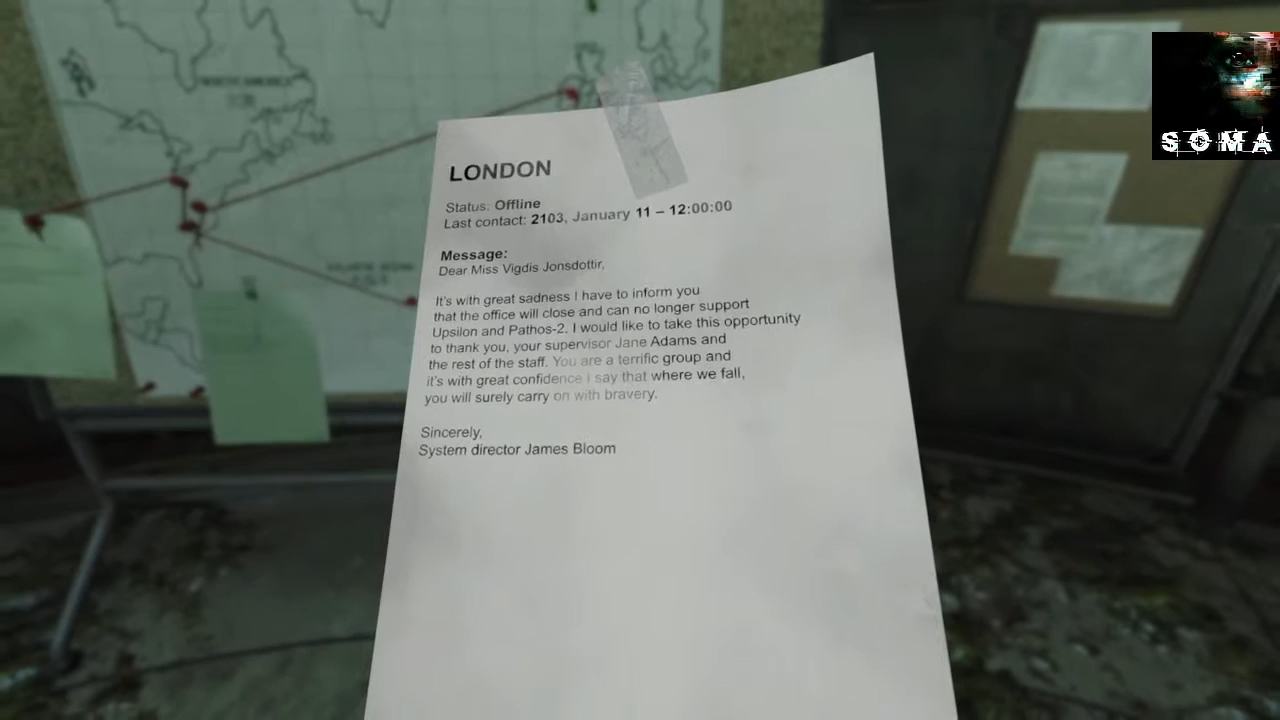 SOMA
NORTH AMERICA
LONDON
Status: Offline
Last contact: 2103, January 11 – 12:00:00
Message:
Dear Miss Vigdis Jonsdottir,
It's with great sadness I have to inform you
that the office will close and can no longer support
Upsilon and Pathos-2. I would like to take this opportunity
to thank you, your supervisor Jane Adams and
the rest of the staff. You are a terrific group and
it's with great confidence I say that where we fall,
you will surely carry on with bravery.
Sincerely,
System director James Bloom